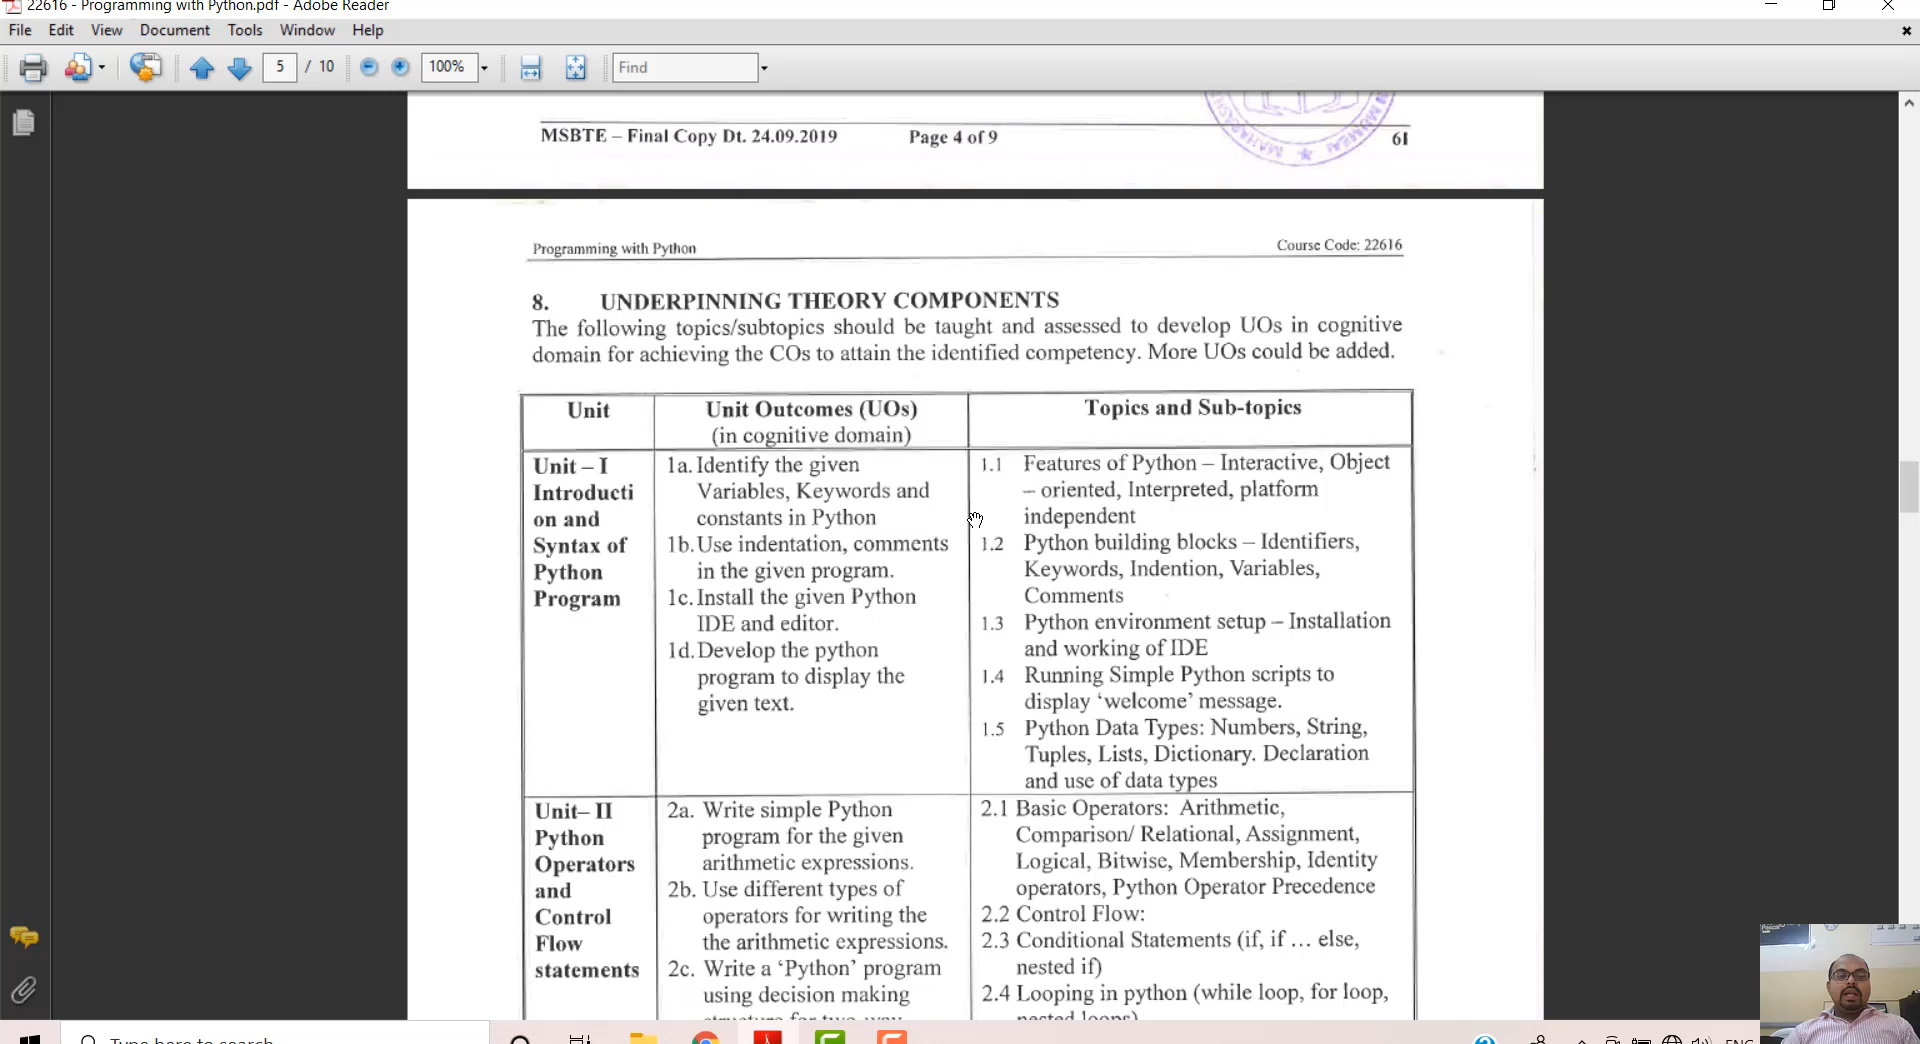 22616 - Programming with Python.pdf - Adobe Reader
File Edit View Document Tools Window Help
5 / 10 100% Find
MSBTE – Final Copy Dt. 24.09.2019 Page 4 of 9 61
Programming with Python Course Code: 22616
8. UNDERPINNING THEORY COMPONENTS
The following topics/subtopics should be taught and assessed to develop UOs in cognitive
domain for achieving the COs to attain the identified competency. More UOs could be added.
Unit
Unit Outcomes (UOs)
(in cognitive domain)
Topics and Sub-topics
Unit – I
Introducti
on and
Syntax of
Python
Program
1a. Identify the given
Variables, Keywords and
constants in Python
1b. Use indentation, comments
in the given program.
1c. Install the given Python
IDE and editor.
1d. Develop the python
program to display the
given text.
1.1 Features of Python – Interactive, Object
– oriented, Interpreted, platform
independent
1.2 Python building blocks – Identifiers,
Keywords, Indention, Variables,
Comments
1.3 Python environment setup – Installation
and working of IDE
1.4 Running Simple Python scripts to
display ‘welcome’ message.
1.5 Python Data Types: Numbers, String,
Tuples, Lists, Dictionary. Declaration
and use of data types
Unit– II
Python
Operators
and
Control
Flow
statements
2a. Write simple Python
program for the given
arithmetic expressions.
2b. Use different types of
operators for writing the
the arithmetic expressions.
2c. Write a ‘Python’ program
using decision making
2.1 Basic Operators: Arithmetic,
Comparison/ Relational, Assignment,
Logical, Bitwise, Membership, Identity
operators, Python Operator Precedence
2.2 Control Flow:
2.3 Conditional Statements (if, if ... else,
nested if)
2.4 Looping in python (while loop, for loop,
nested loops)
Type here to search
ENG